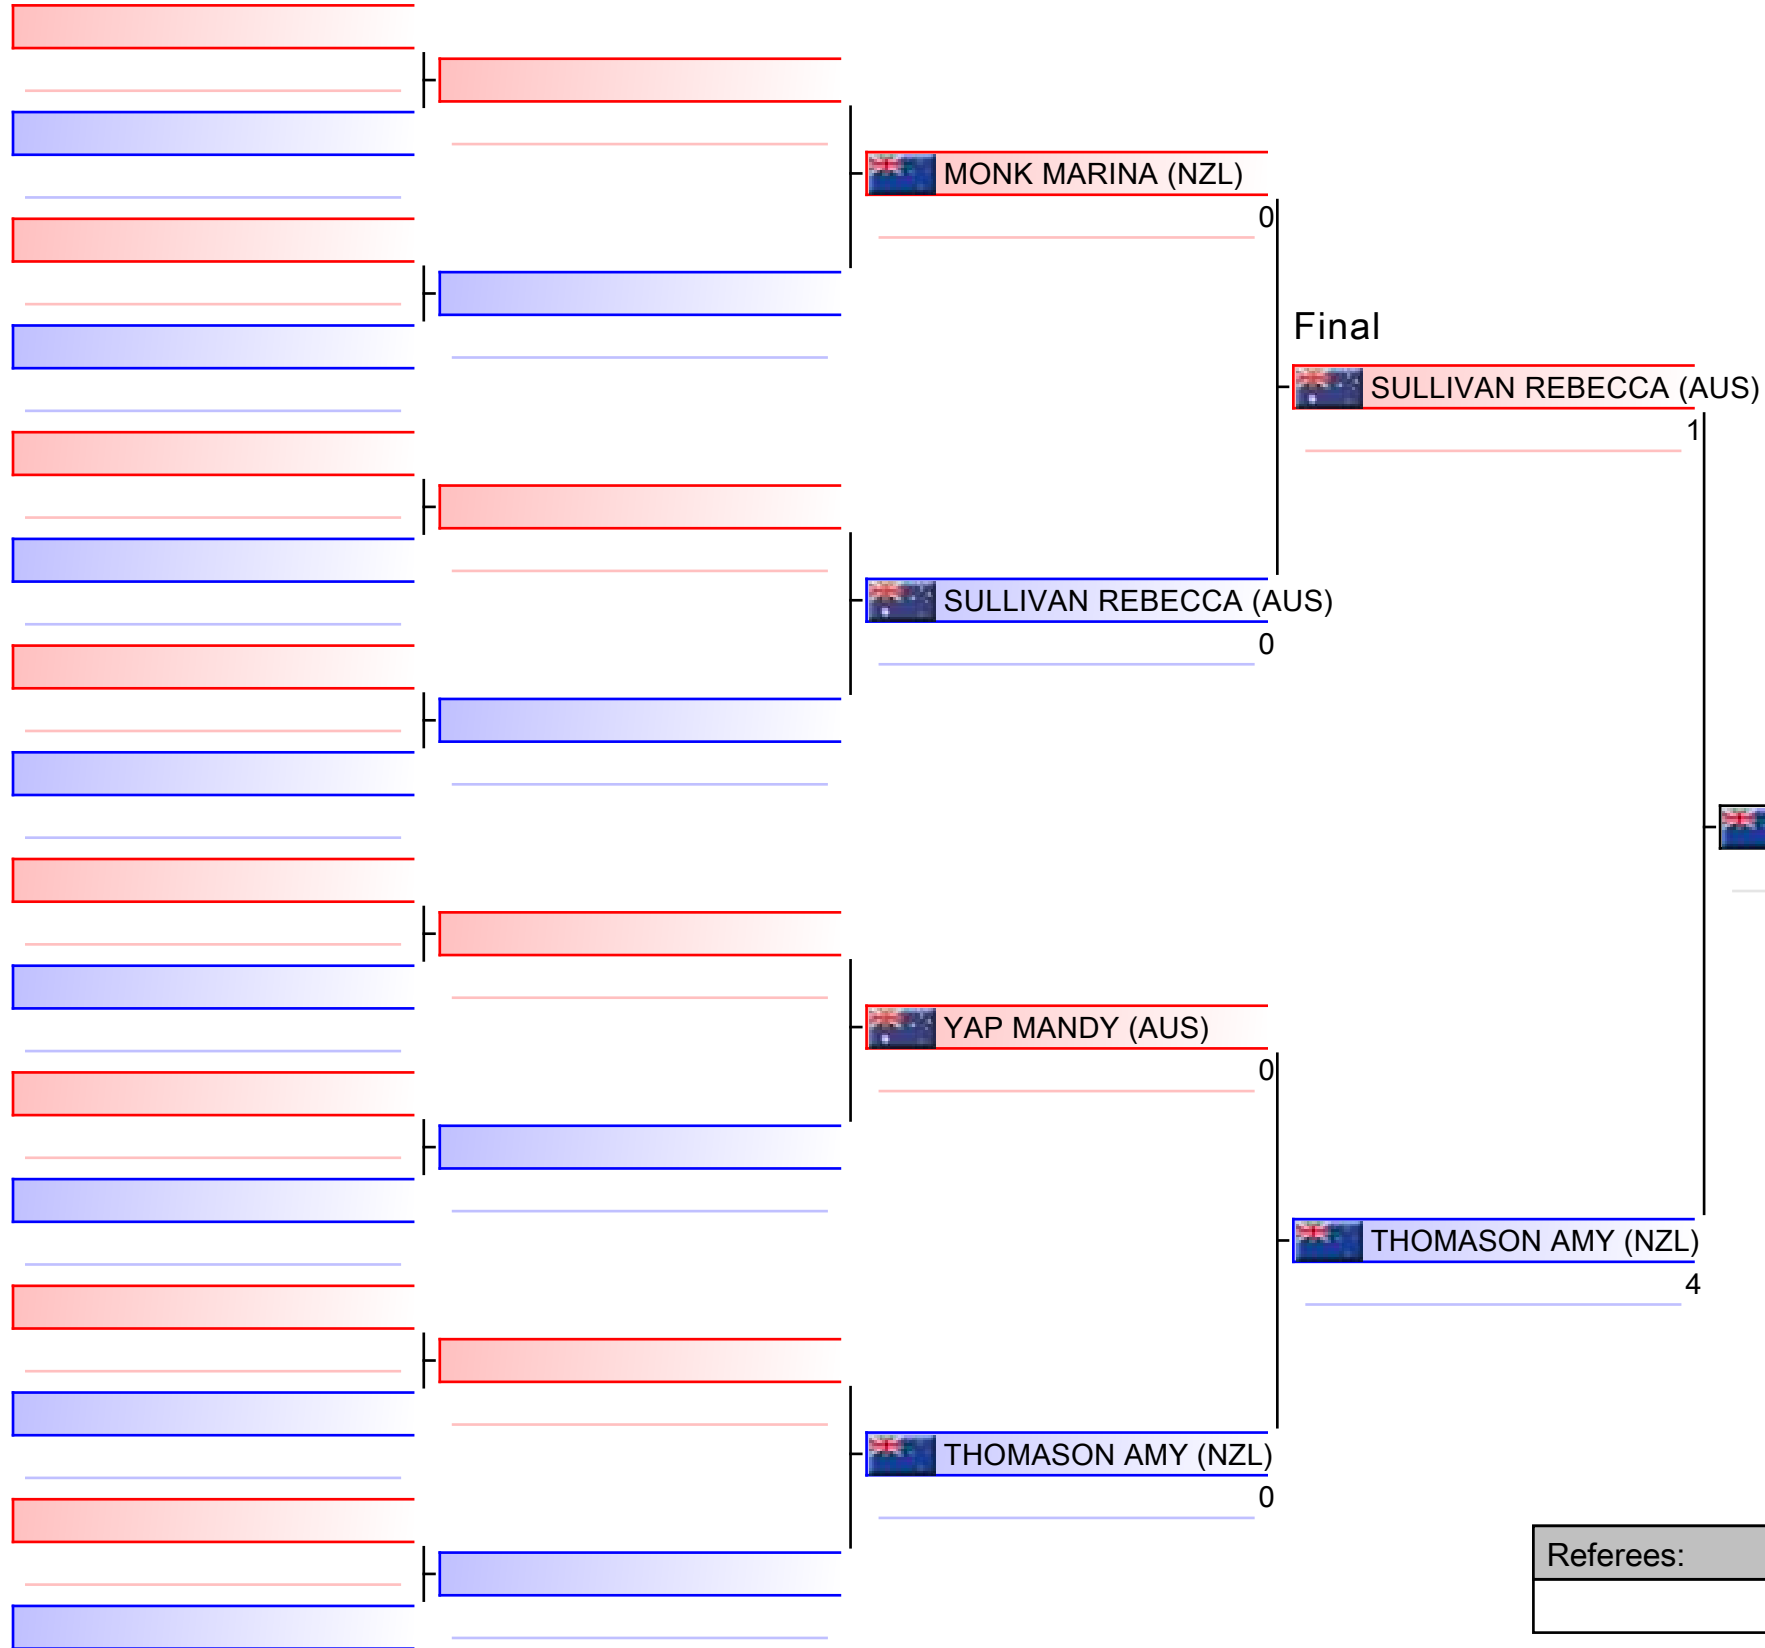 MONK MARINA (NZL)
0
Final
SULLIVAN REBECCA (AUS)
1
SULLIVAN REBECCA (AUS)
0
YAP MANDY (AUS)
0
THOMASON AMY (NZL)
4
THOMASON AMY (NZL)
0
Referees: